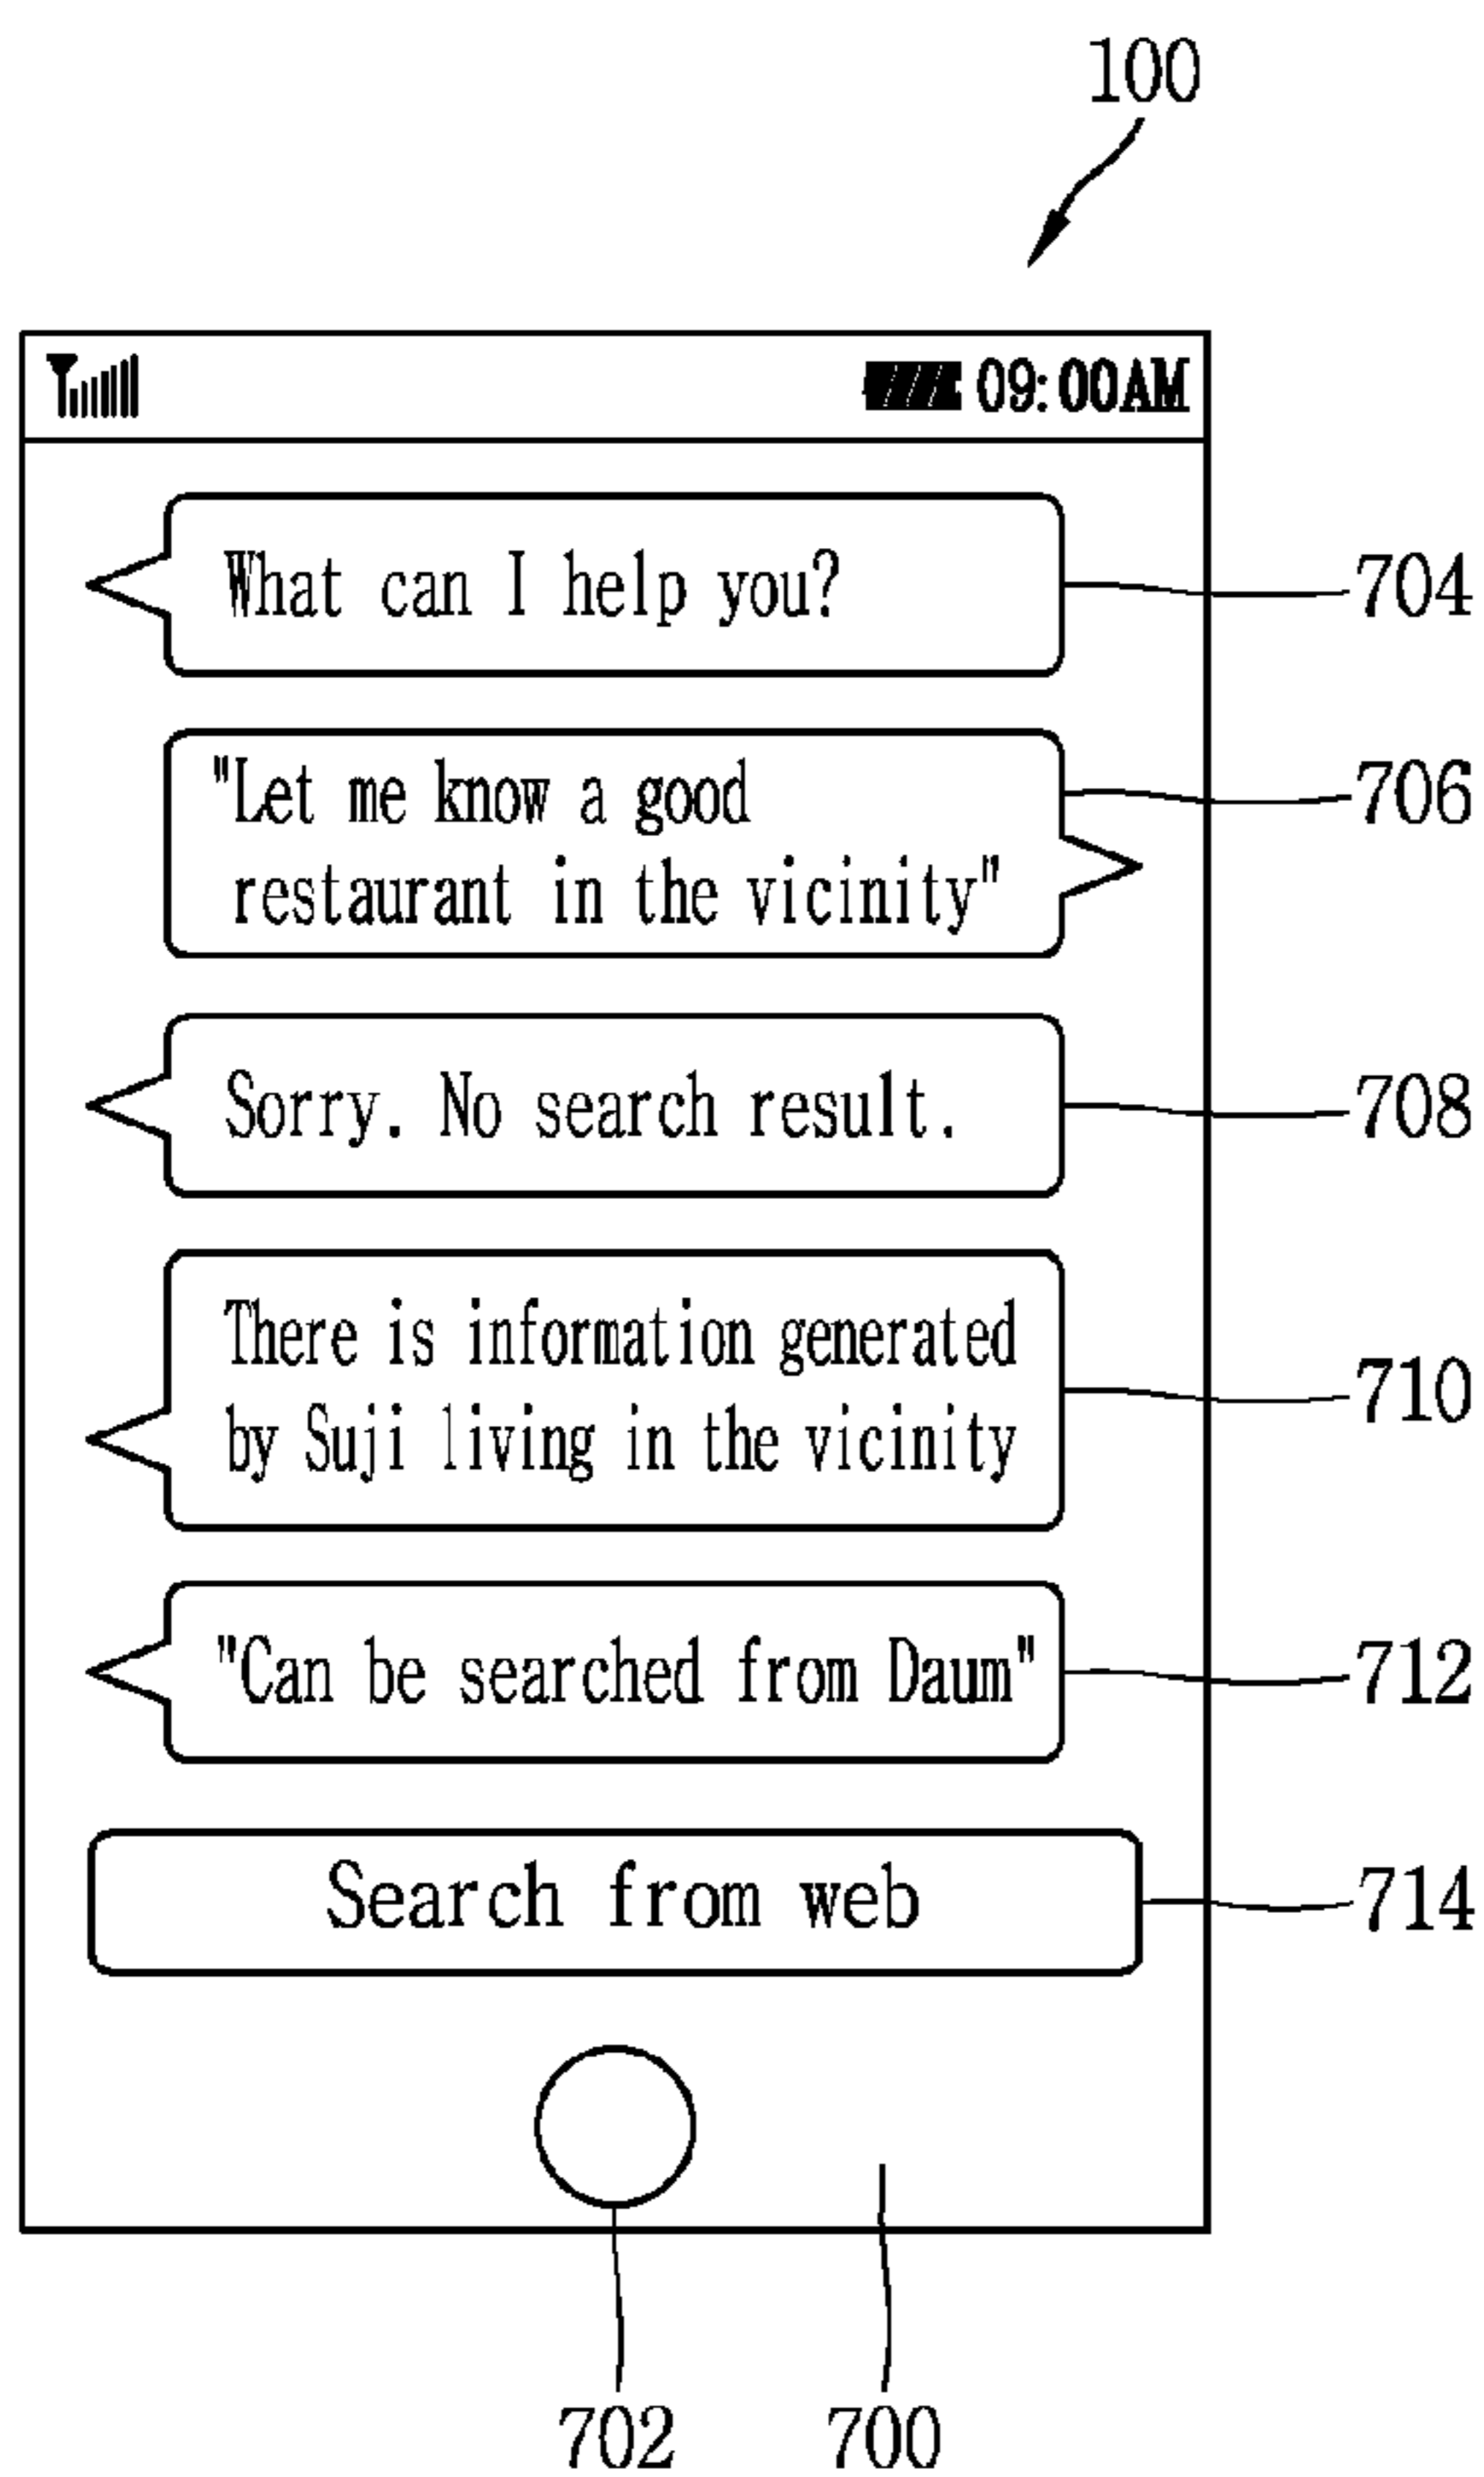 100
09:00AM
What can I help you?
704
"Let me know a good
restaurant in the vicinity"
706
Sorry. No search result.
708
There is information generated
by Suji living in the vicinity
710
"Can be searched from Daum"
712
Search from web
714
702
700